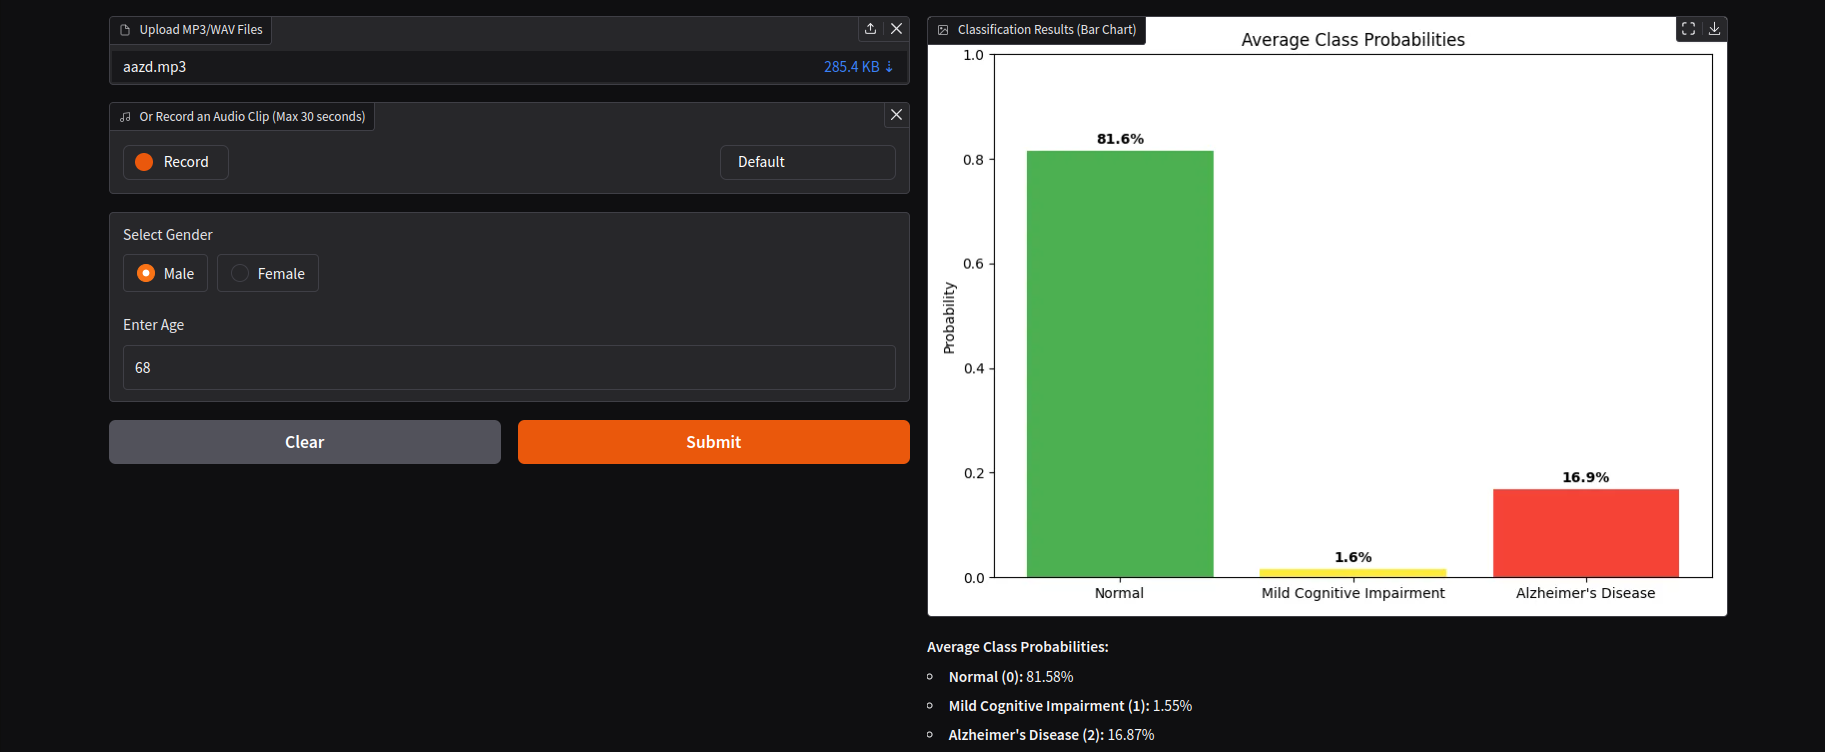 Upload MP3/WAV Files
aazd.mp3 285.4 KB ⇣
Or Record an Audio Clip (Max 30 seconds)
Record Default
Select Gender
Male Female
Enter Age
68
Clear Submit
Classification Results (Bar Chart)
Average Class Probabilities
1.0
0.8
0.6
0.4
0.2
0.0
Probability
81.6%
1.6%
16.9%
Normal Mild Cognitive Impairment Alzheimer's Disease
Average Class Probabilities:
Normal (0): 81.58%
Mild Cognitive Impairment (1): 1.55%
Alzheimer's Disease (2): 16.87%